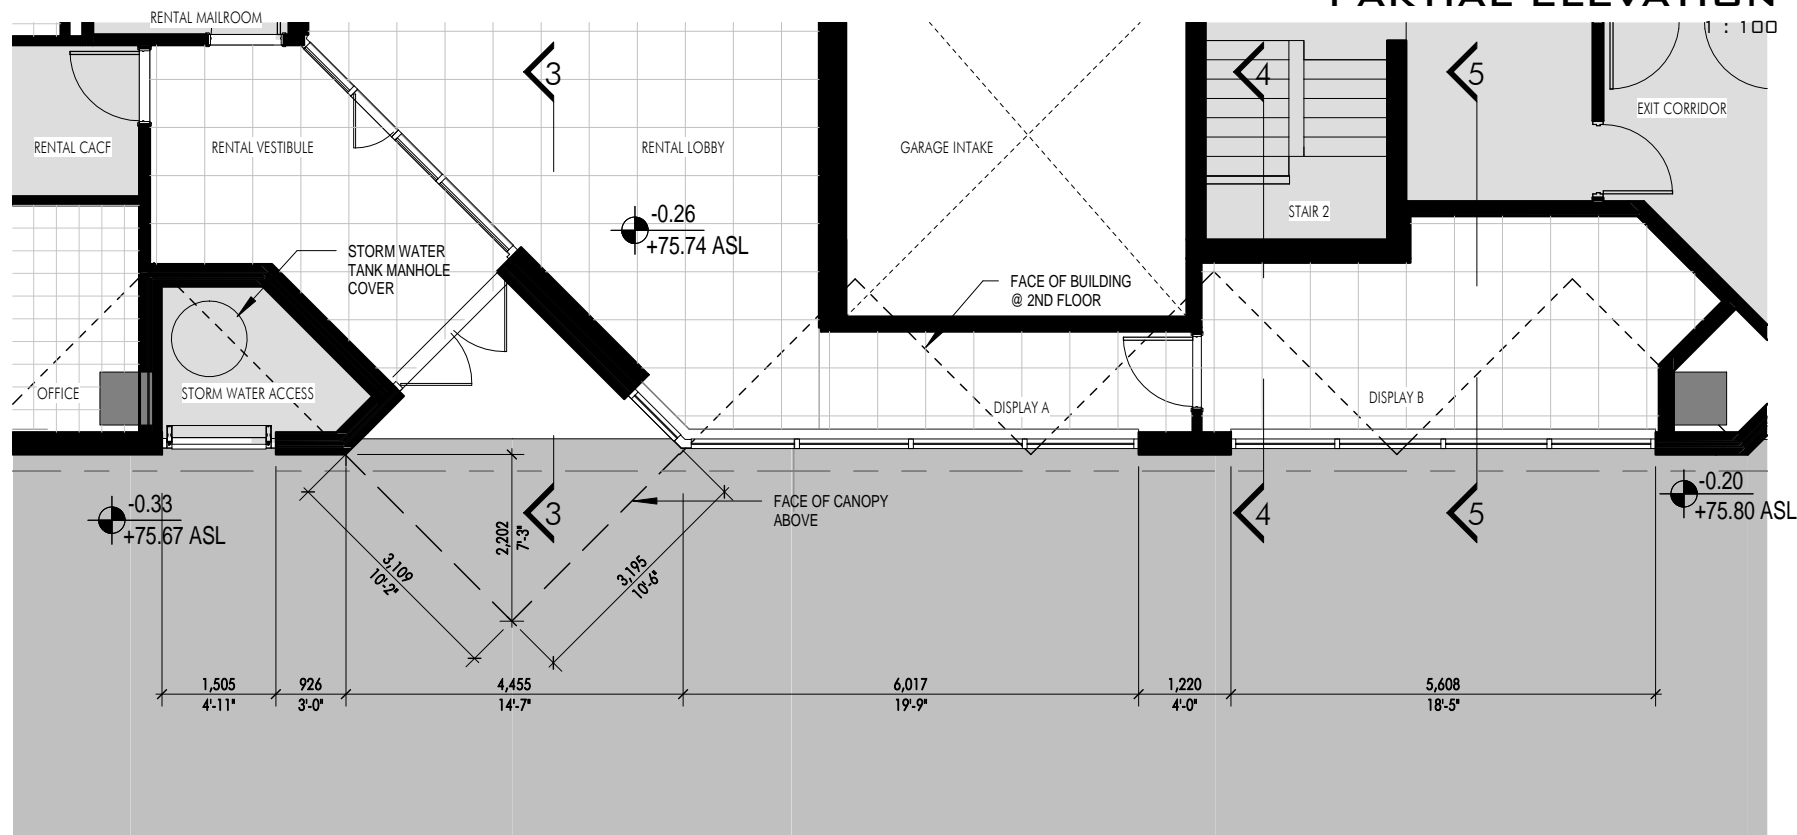 PARTIAL ELEVATION
1 : 100
RENTAL MAILROOM
3
4
5
EXIT CORRIDOR
RENTAL CACF
RENTAL VESTIBULE
RENTAL LOBBY
GARAGE INTAKE
STAIR 2
-0.26
+75.74 ASL
STORM WATER
TANK MANHOLE
COVER
FACE OF BUILDING
@ 2ND FLOOR
OFFICE
STORM WATER ACCESS
DISPLAY A
DISPLAY B
-0.33
+75.67 ASL
3
FACE OF CANOPY
ABOVE
4
5
-0.20
+75.80 ASL
2,202
7'-3"
3,109
10'-2"
3,195
10'-6"
1,505
4'-11"
926
3'-0"
4,455
14'-7"
6,017
19'-9"
1,220
4'-0"
5,608
18'-5"